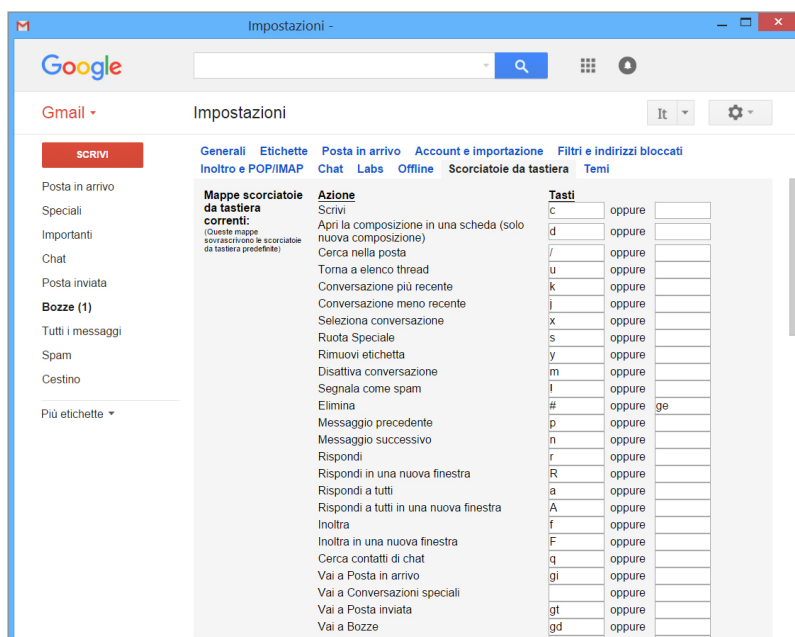 Impostazioni -
Google
Gmail
Impostazioni
It
SCRIVI
Posta in arrivo
Speciali
Importanti
Chat
Posta inviata
Bozze (1)
Tutti i messaggi
Spam
Cestino
Più etichette
Generali Etichette Posta in arrivo Account e importazione Filtri e indirizzi bloccati
Inoltro e POP/IMAP Chat Labs Offline Scorciatoie da tastiera Temi
Mappe scorciatoie
da tastiera
correnti:
(Queste mappe
sovrascrivono le scorciatoie
da tastiera predefinite)
Azione Tasti
Scrivi c oppure
Apri la composizione in una scheda (solo
nuova composizione) d oppure
Cerca nella posta / oppure
Torna a elenco thread u oppure
Conversazione più recente k oppure
Conversazione meno recente j oppure
Seleziona conversazione x oppure
Ruota Speciale s oppure
Rimuovi etichetta y oppure
Disattiva conversazione m oppure
Segnala come spam ! oppure
Elimina # oppure ge
Messaggio precedente p oppure
Messaggio successivo n oppure
Rispondi r oppure
Rispondi in una nuova finestra R oppure
Rispondi a tutti a oppure
Rispondi a tutti in una nuova finestra A oppure
Inoltra f oppure
Inoltra in una nuova finestra F oppure
Cerca contatti di chat q oppure
Vai a Posta in arrivo gi oppure
Vai a Conversazioni speciali oppure
Vai a Posta inviata gt oppure
Vai a Bozze gd oppure